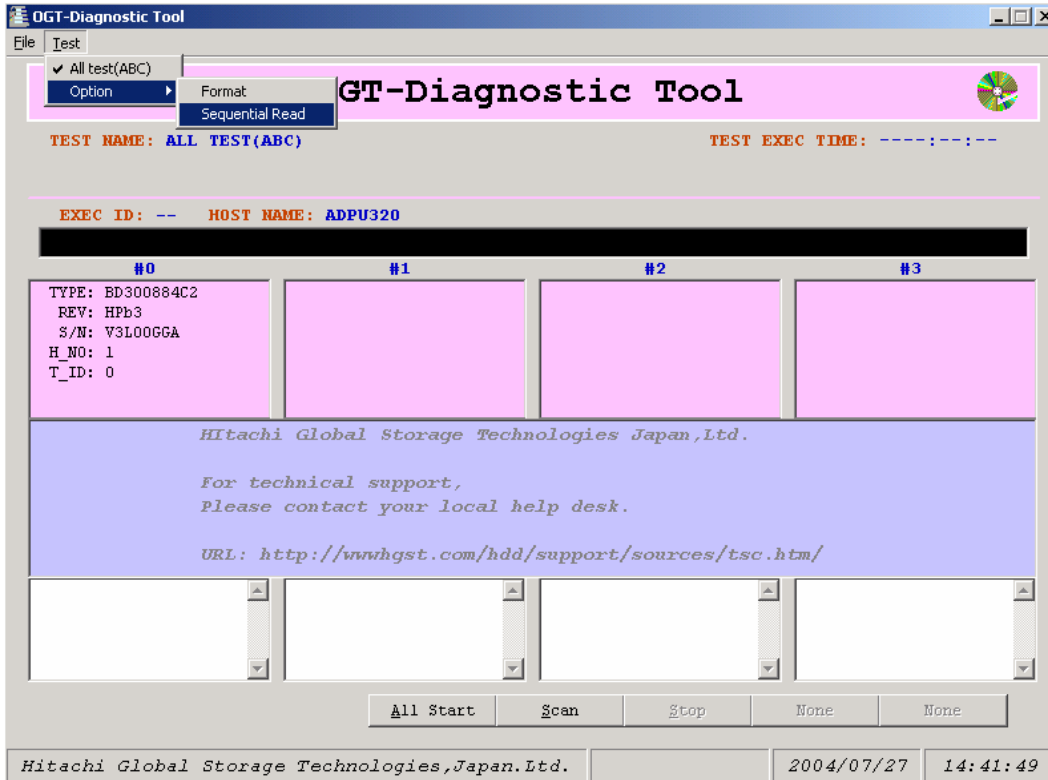 OGT-Diagnostic Tool
File Test
All test(ABC)
Option
Format
Sequential Read
GT-Diagnostic Tool
TEST NAME: ALL TEST(ABC) TEST EXEC TIME: ----:--:--
EXEC ID: -- HOST NAME: ADPU320
#0 #1 #2 #3
TYPE: BD300884C2
REV: HPb3
S/N: V3L00GGA
H_NO: 1
T_ID: 0
HItachi Global Storage Technologies Japan,Ltd.
For technical support,
Please contact your local help desk.
URL: http://wwwhgst.com/hdd/support/sources/tsc.htm/
All Start Scan Stop None None
Hitachi Global Storage Technologies,Japan.Ltd. 2004/07/27 14:41:49